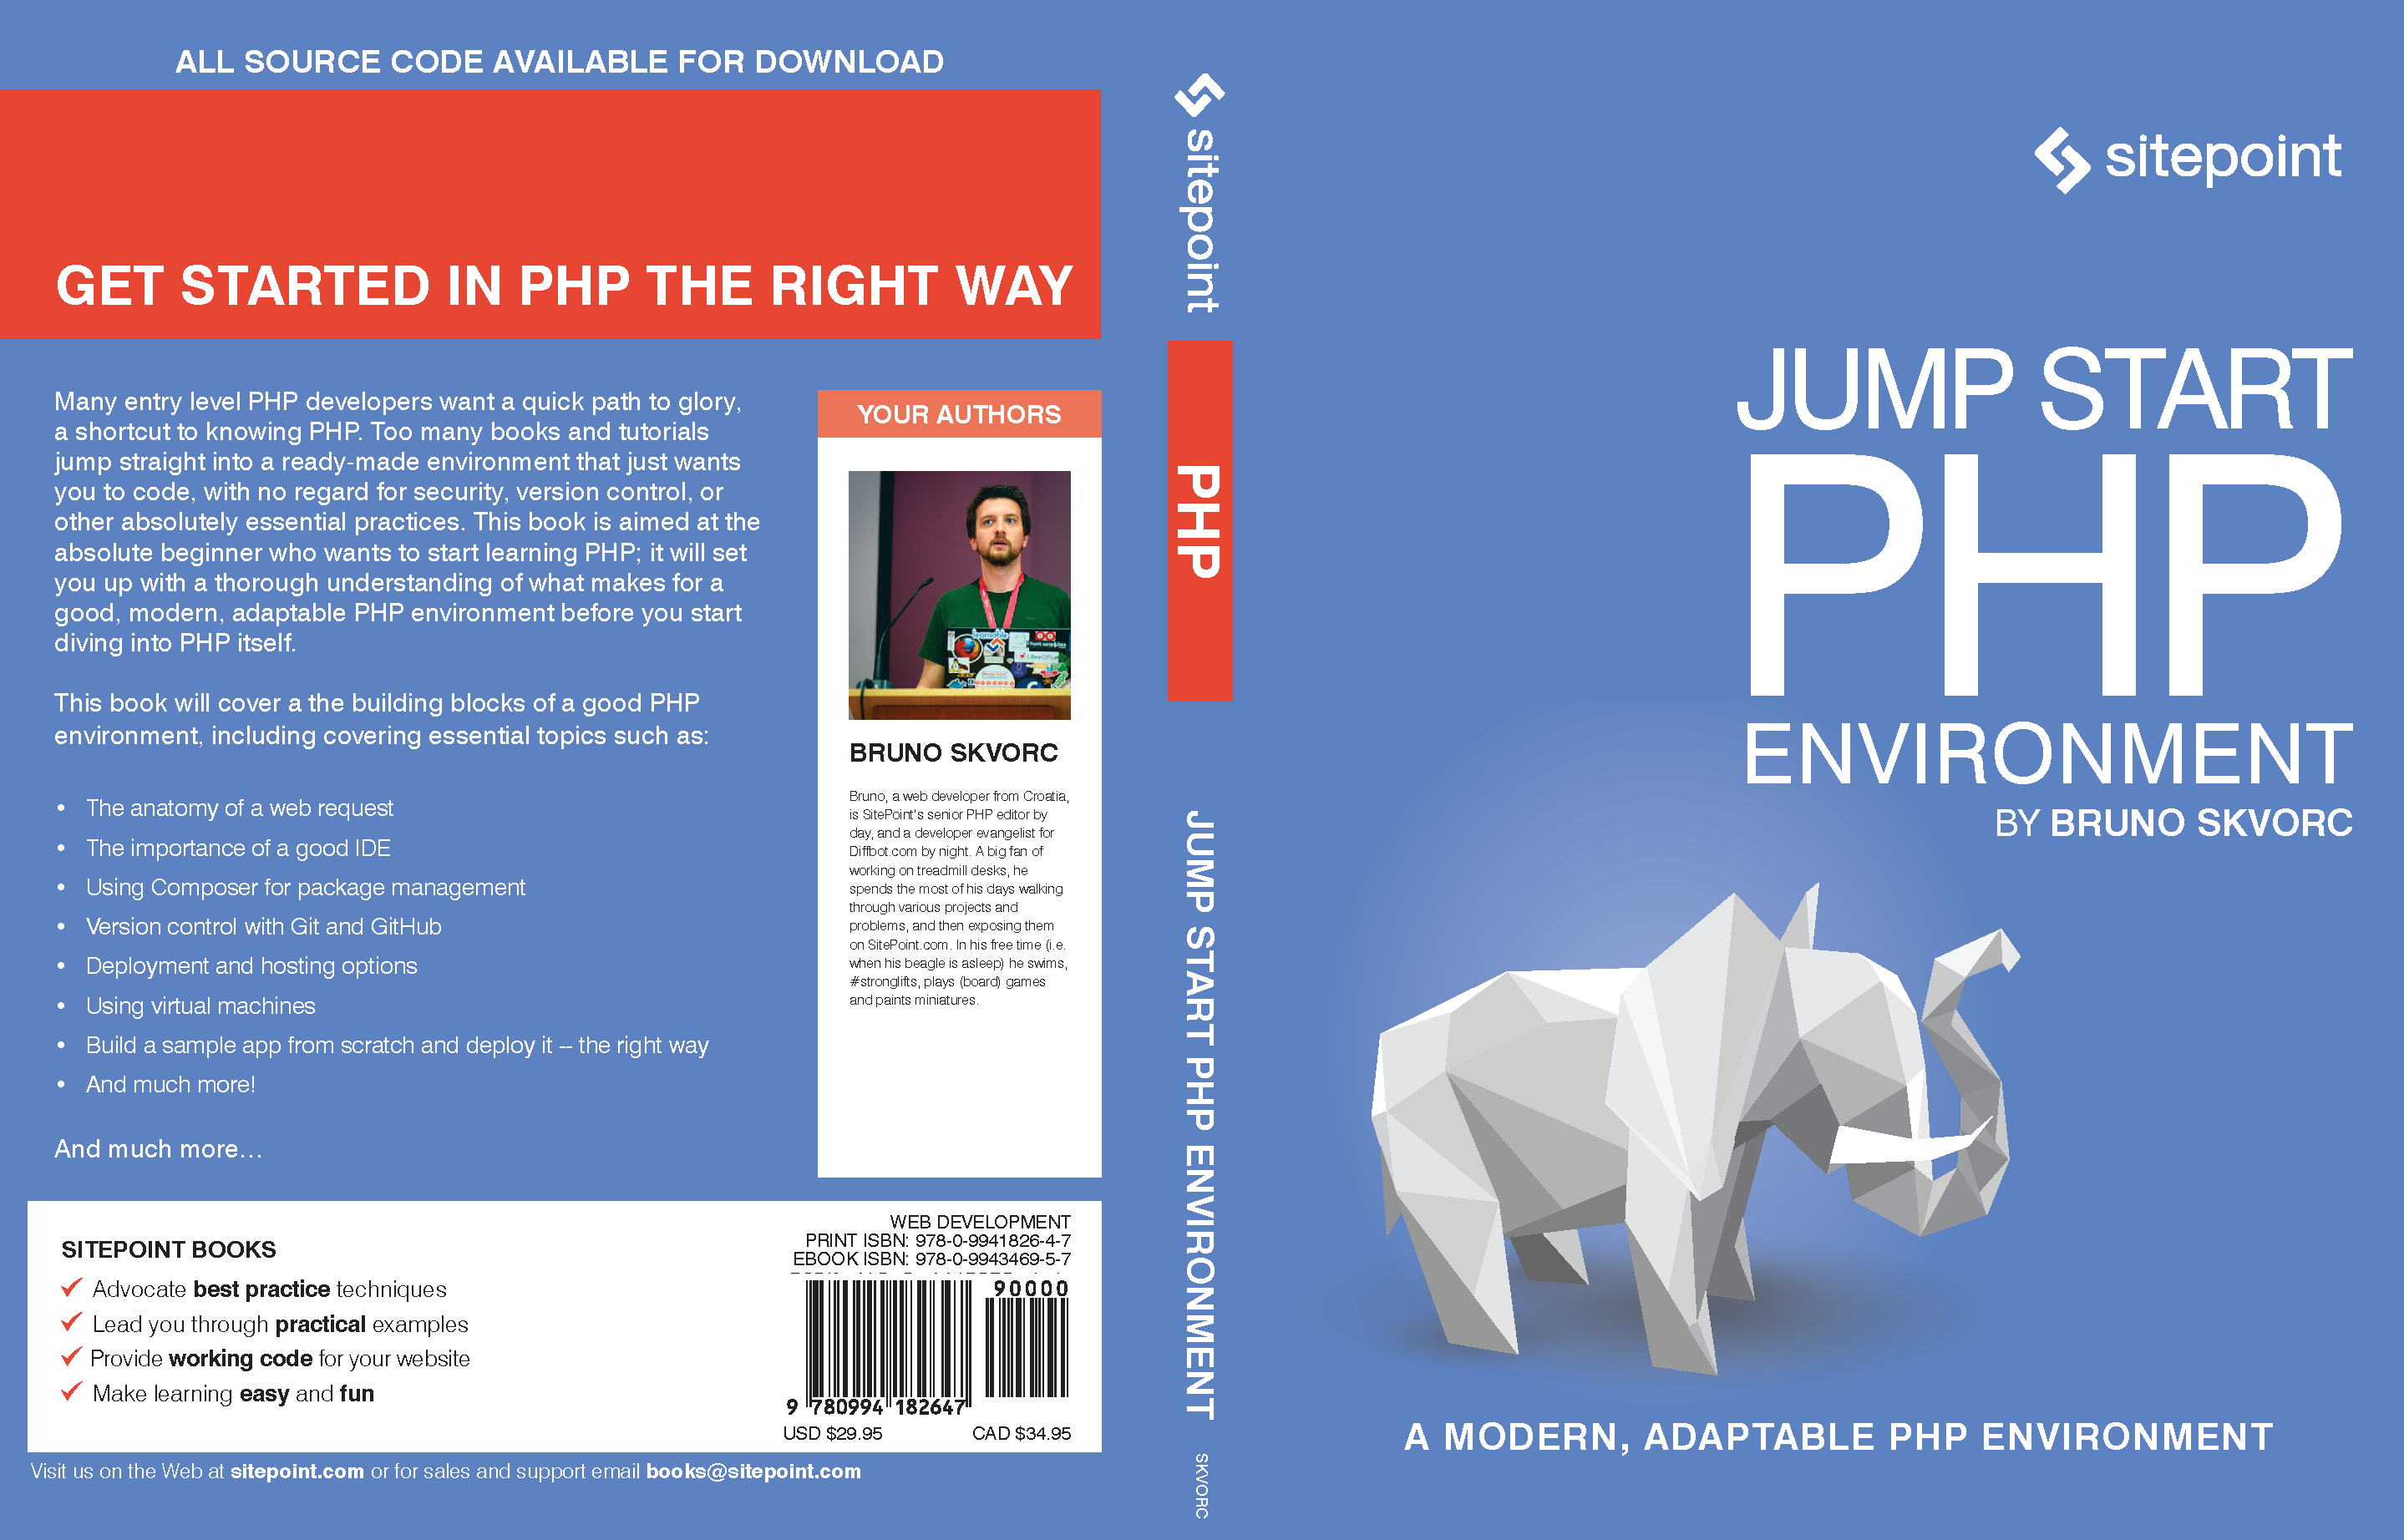 ALL SOURCE CODE AVAILABLE FOR DOWNLOAD
GET STARTED IN PHP THE RIGHT WAY
Many entry level PHP developers want a quick path to glory,
a shortcut to knowing PHP. Too many books and tutorials
jump straight into a ready-made environment that just wants
you to code, with no regard for security, version control, or
other absolutely essential practices. This book is aimed at the
absolute beginner who wants to start learning PHP; it will set
you up with a thorough understanding of what makes for a
good, modern, adaptable PHP environment before you start
diving into PHP itself.
This book will cover a the building blocks of a good PHP
environment, including covering essential topics such as:
• The anatomy of a web request
• The importance of a good IDE
• Using Composer for package management
• Version control with Git and GitHub
• Deployment and hosting options
• Using virtual machines
• Build a sample app from scratch and deploy it -- the right way
• And much more!
And much more...
YOUR AUTHORS
learnable
BRUNO SKVORC
Bruno, a web developer from Croatia,
is SitePoint's senior PHP editor by
day, and a developer evangelist for
Diffbot.com by night. A big fan of
working on treadmill desks, he
spends the most of his days walking
through various projects and
problems, and then exposing them
on SitePoint.com. In his free time (i.e.
when his beagle is asleep) he swims,
#stronglifts, plays (board) games
and paints miniatures.
SITEPOINT BOOKS
Advocate best practice techniques
Lead you through practical examples
Provide working code for your website
Make learning easy and fun
WEB DEVELOPMENT
PRINT ISBN: 978-0-9941826-4-7
EBOOK ISBN: 978-0-9943469-5-7
90000
9 780994 182647
USD $29.95 CAD $34.95
Visit us on the Web at sitepoint.com or for sales and support email books@sitepoint.com
sitepoint
PHP
JUMP START PHP ENVIRONMENT
SKVORC
sitepoint
JUMP START
PHP
ENVIRONMENT
BY BRUNO SKVORC
A MODERN, ADAPTABLE PHP ENVIRONMENT